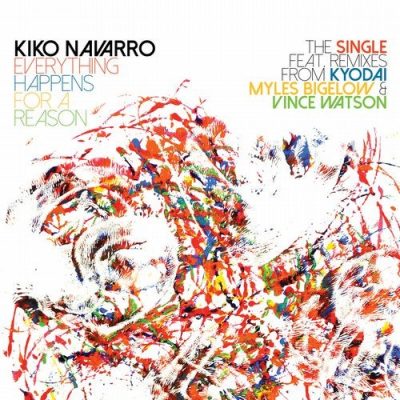 KIKO NAVARRO
EVERYTHING
HAPPENS
FOR A
REASON
THE SINGLE
FEAT. REMIXES
FROM KYODAI
MYLES BIGELOW &
VINCE WATSON